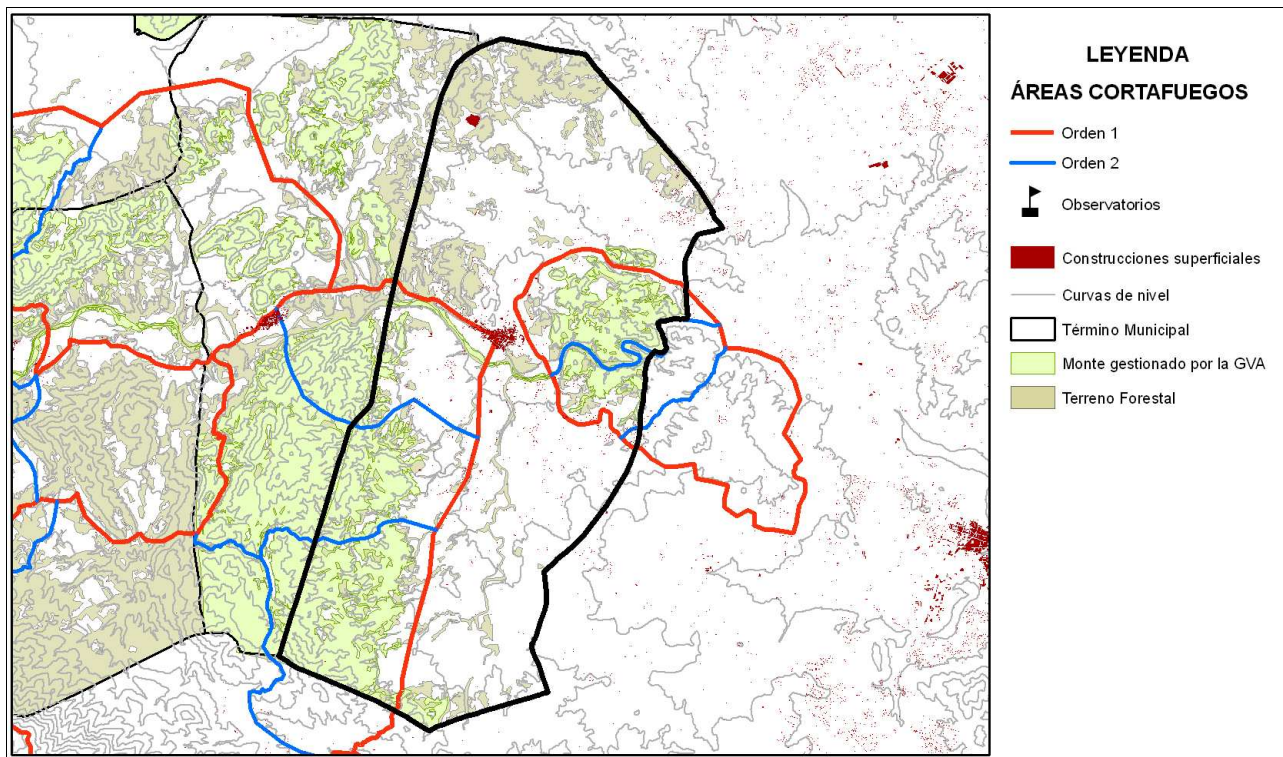 LEYENDA
ÁREAS CORTAFUEGOS
Orden 1
Orden 2
Observatorios
Construcciones superficiales
Curvas de nivel
Término Municipal
Monte gestionado por la GVA
Terreno Forestal